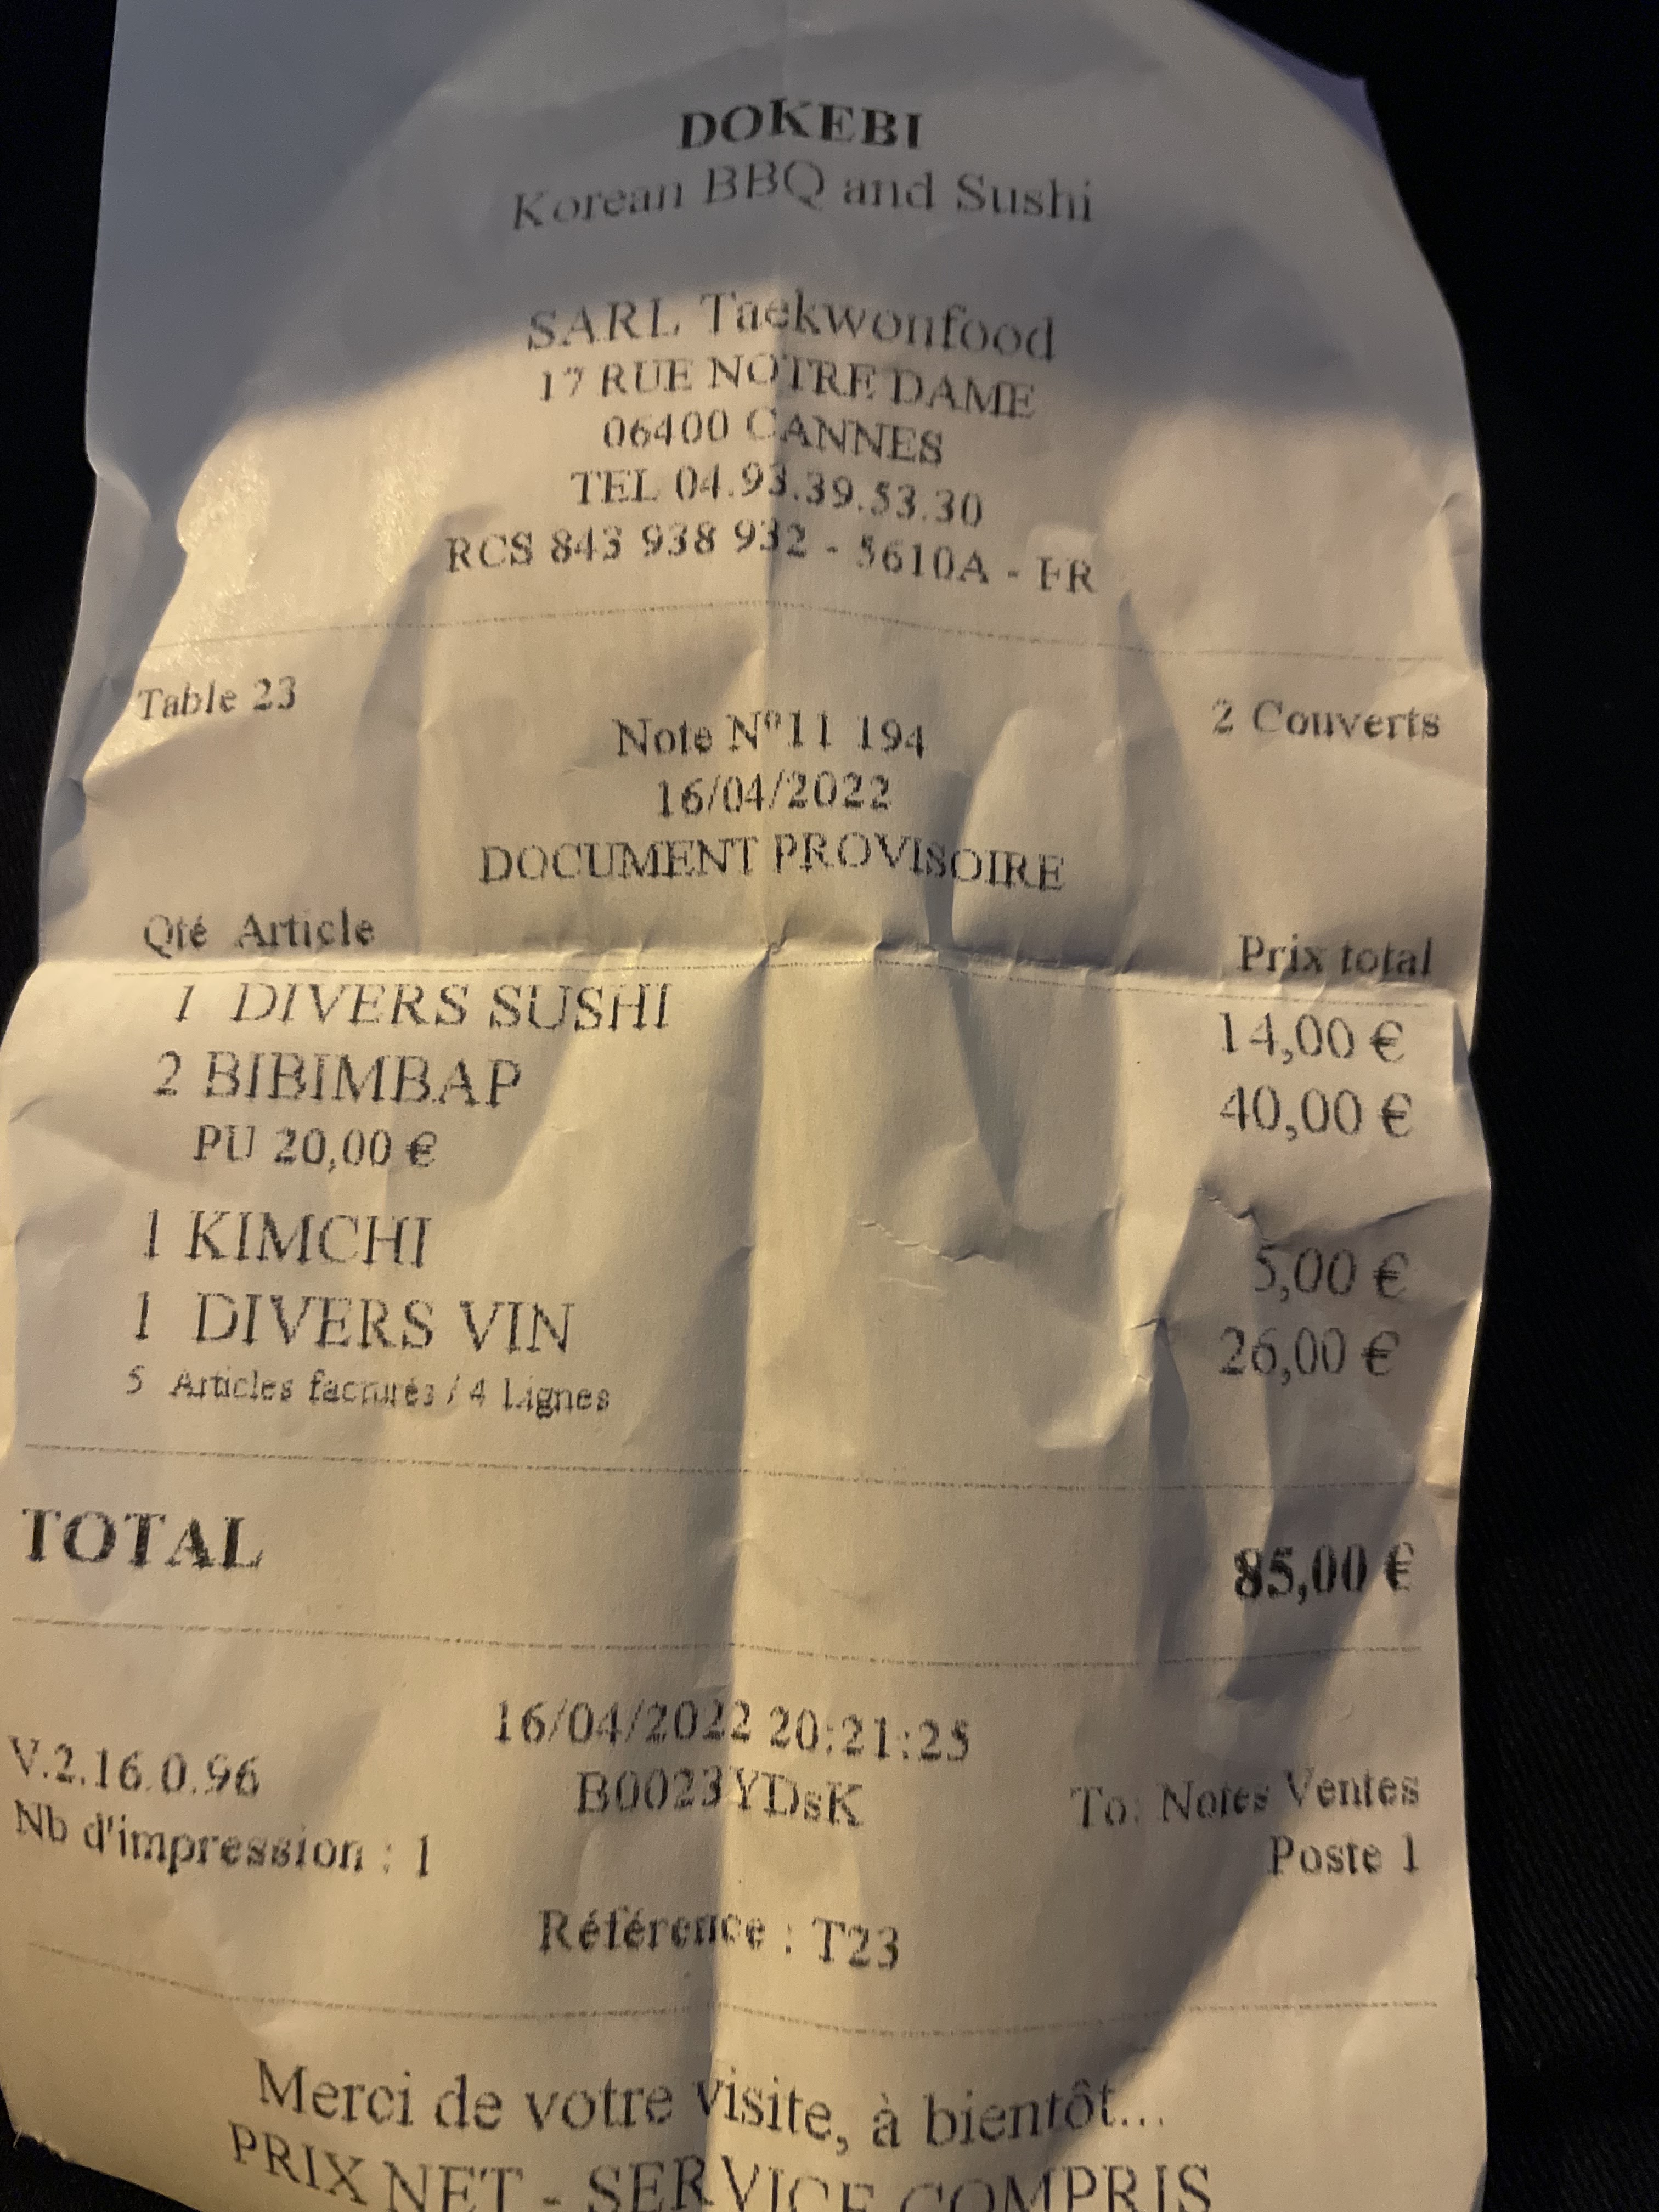 DOKEBI
Korean BBQ and Sushi
SARL Taekwonfood
17 RUE NOTRE DAME
06400 CANNES
TEL 04.93.39.53.30
RCS 843 938 932 - 5610A - FR
Table 23
2 Couverts
Note N°11 194
16/04/2022
DOCUMENT PROVISOIRE
Qté Article Prix total
1 DIVERS SUSHI 14,00 €
2 BIBIMBAP 40,00 €
PU 20,00 €
1 KIMCHI 5,00 €
1 DIVERS VIN 26,00 €
5 Articles facturés / 4 Lignes
TOTAL 85,00 €
16/04/2022 20:21:25
V.2.16.0.96 B0023YDsK To: Notes Ventes
Nb d'impression : 1 Poste 1
Référence : T23
Merci de votre visite, à bientôt...
PRIX NET - SERVICE COMPRIS